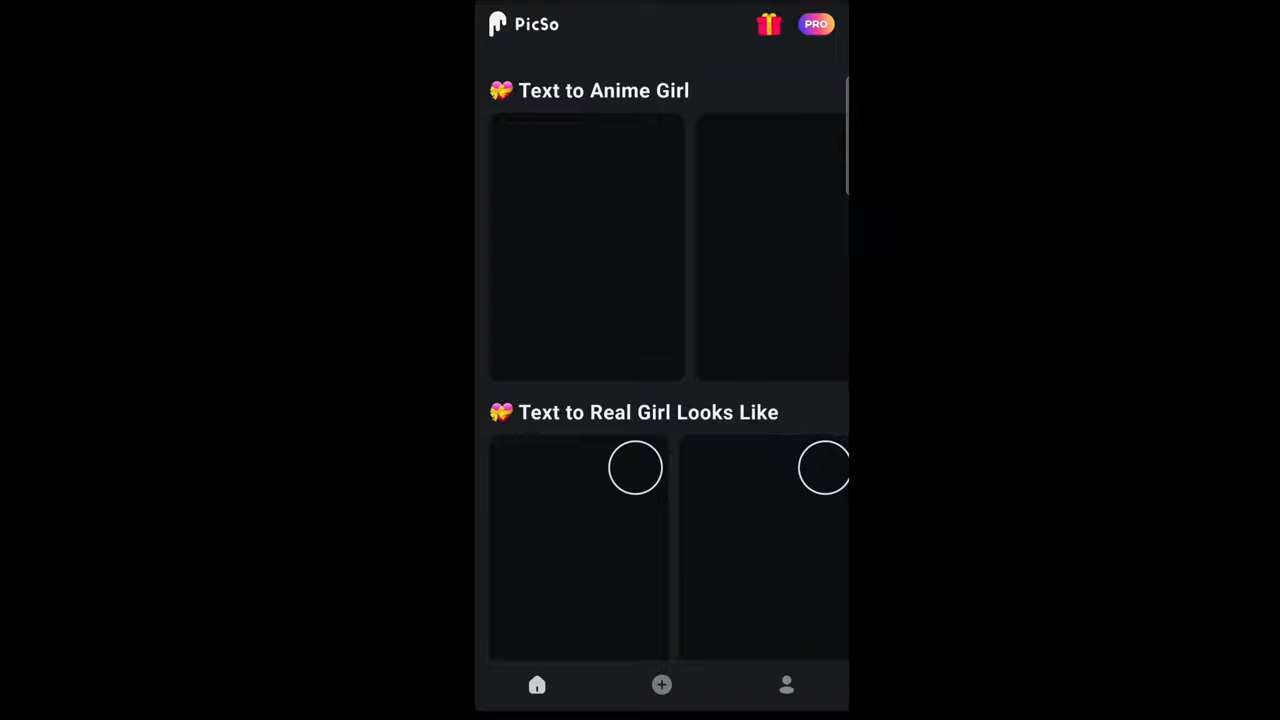 PicSo
PRO
💝 Text to Anime Girl
💝 Text to Real Girl Looks Like